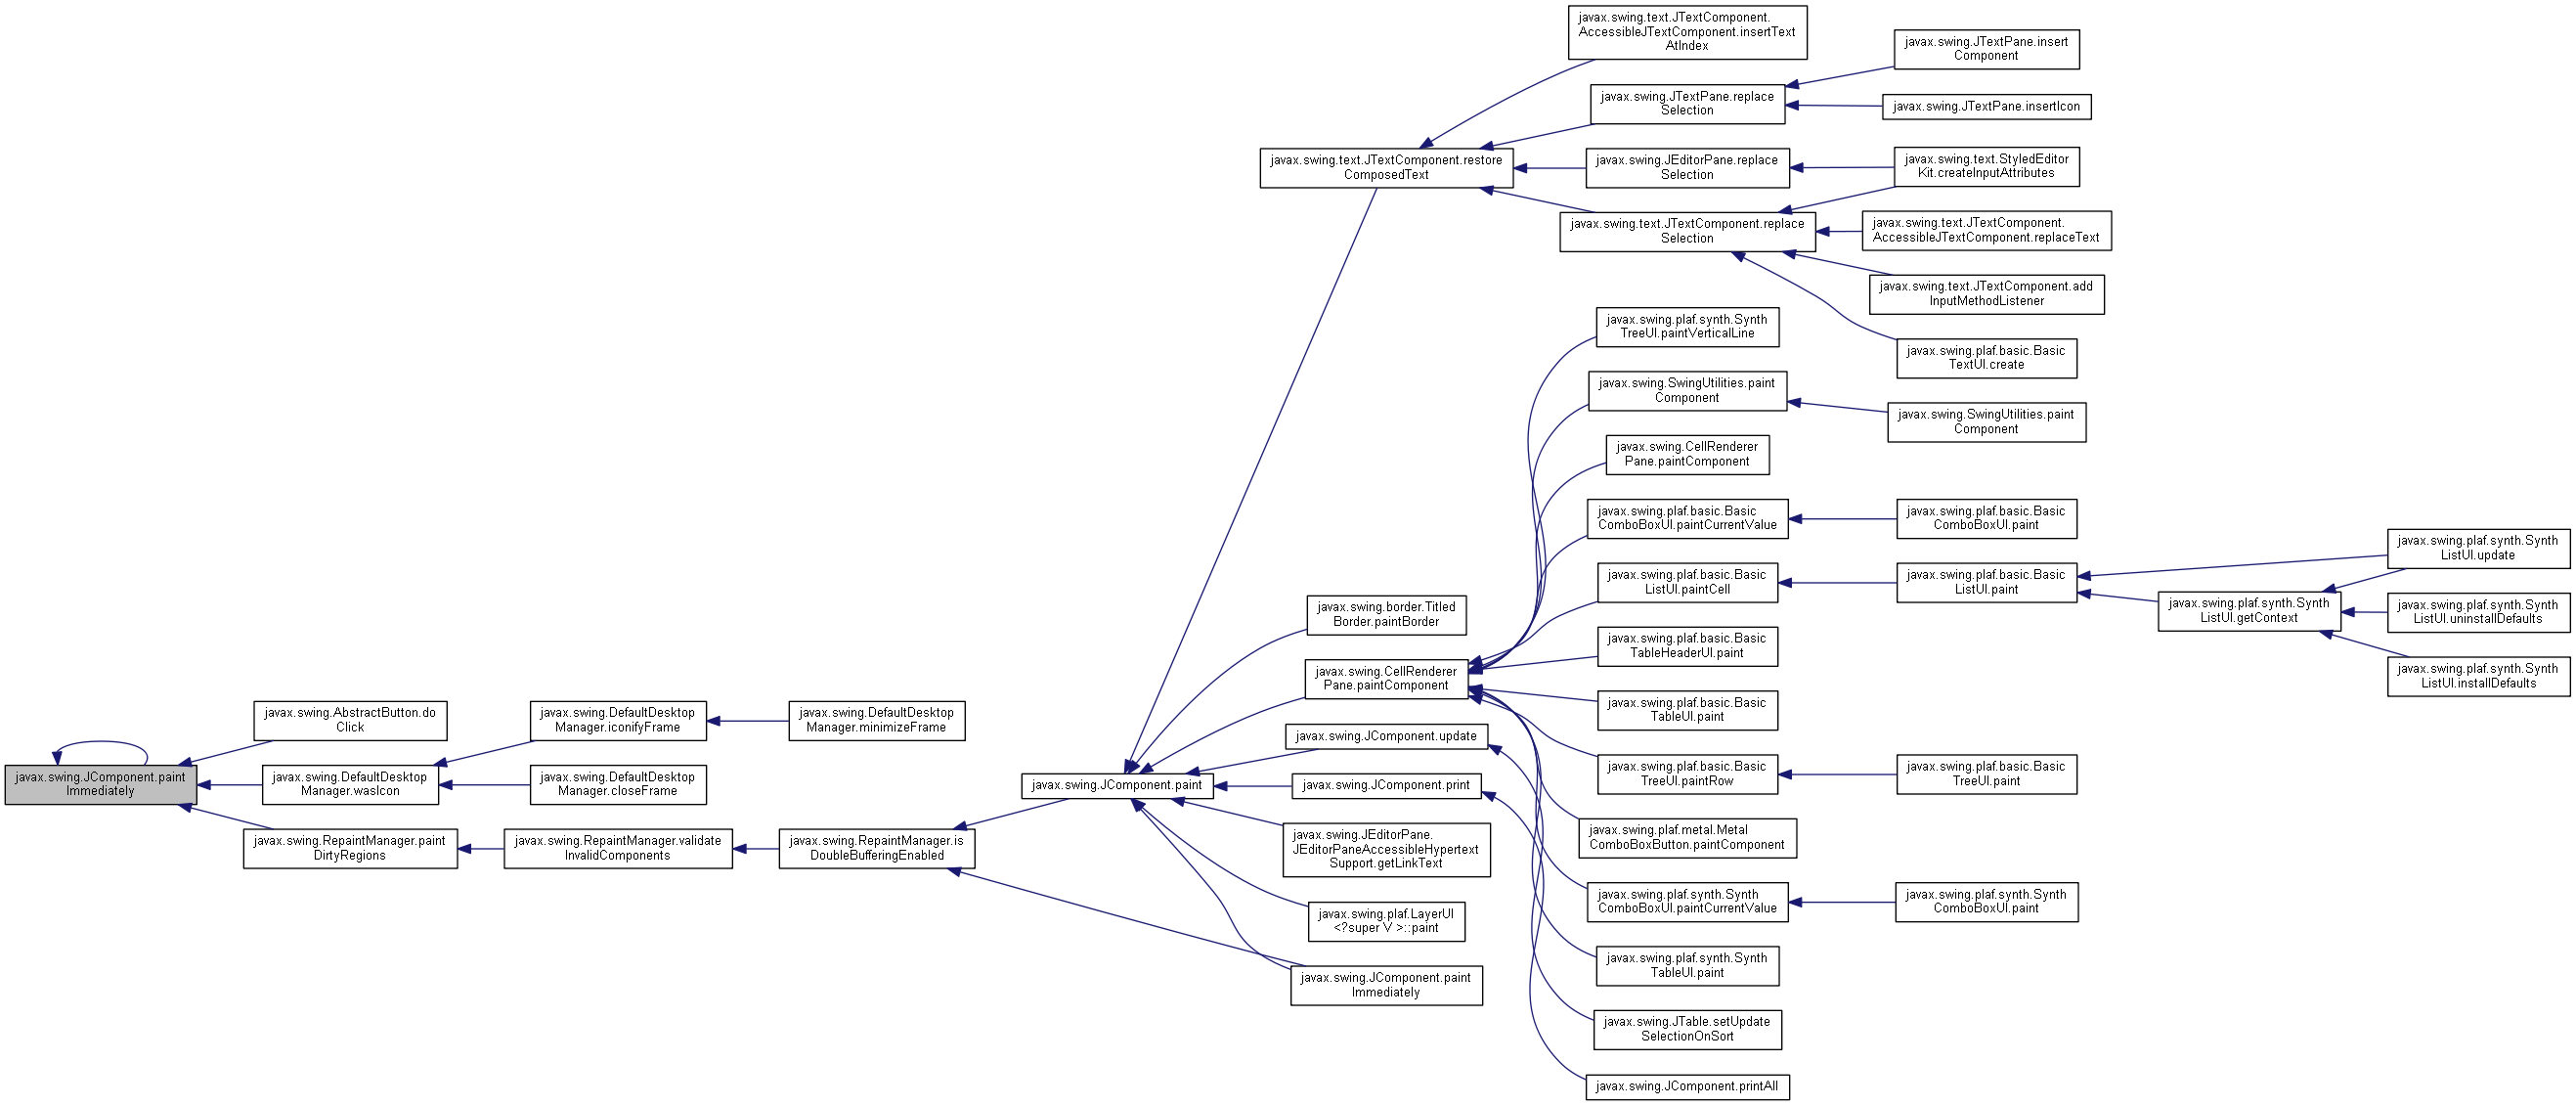 javax.swing.JComponent.paint
Immediately
javax.swing.AbstractButton.do
Click
javax.swing.DefaultDesktop
Manager.wasIcon
javax.swing.RepaintManager.paint
DirtyRegions
javax.swing.DefaultDesktop
Manager.iconifyFrame
javax.swing.DefaultDesktop
Manager.closeFrame
javax.swing.RepaintManager.validate
InvalidComponents
javax.swing.DefaultDesktop
Manager.minimizeFrame
javax.swing.RepaintManager.is
DoubleBufferingEnabled
javax.swing.JComponent.paint
javax.swing.text.JTextComponent.restore
ComposedText
javax.swing.border.Titled
Border.paintBorder
javax.swing.CellRenderer
Pane.paintComponent
javax.swing.JComponent.update
javax.swing.JComponent.print
javax.swing.JEditorPane.
JEditorPaneAccessibleHypertext
Support.getLinkText
javax.swing.plaf.LayerUI
<?super V >::paint
javax.swing.JComponent.paint
Immediately
javax.swing.text.JTextComponent.
AccessibleJTextComponent.insertText
AtIndex
javax.swing.JTextPane.replace
Selection
javax.swing.JEditorPane.replace
Selection
javax.swing.text.JTextComponent.replace
Selection
javax.swing.plaf.synth.Synth
TreeUI.paintVerticalLine
javax.swing.SwingUtilities.paint
Component
javax.swing.CellRenderer
Pane.paintComponent
javax.swing.plaf.basic.Basic
ComboBoxUI.paintCurrentValue
javax.swing.plaf.basic.Basic
ListUI.paintCell
javax.swing.plaf.basic.Basic
TableHeaderUI.paint
javax.swing.plaf.basic.Basic
TableUI.paint
javax.swing.plaf.basic.Basic
TreeUI.paintRow
javax.swing.plaf.metal.Metal
ComboBoxButton.paintComponent
javax.swing.plaf.synth.Synth
ComboBoxUI.paintCurrentValue
javax.swing.plaf.synth.Synth
TableUI.paint
javax.swing.JTable.setUpdate
SelectionOnSort
javax.swing.JComponent.printAll
javax.swing.JTextPane.insert
Component
javax.swing.JTextPane.insertIcon
javax.swing.text.StyledEditor
Kit.createInputAttributes
javax.swing.text.JTextComponent.
AccessibleJTextComponent.replaceText
javax.swing.text.JTextComponent.add
InputMethodListener
javax.swing.plaf.basic.Basic
TextUI.create
javax.swing.SwingUtilities.paint
Component
javax.swing.plaf.basic.Basic
ComboBoxUI.paint
javax.swing.plaf.basic.Basic
ListUI.paint
javax.swing.plaf.basic.Basic
TreeUI.paint
javax.swing.plaf.synth.Synth
ComboBoxUI.paint
javax.swing.plaf.synth.Synth
ListUI.getContext
javax.swing.plaf.synth.Synth
ListUI.update
javax.swing.plaf.synth.Synth
ListUI.uninstallDefaults
javax.swing.plaf.synth.Synth
ListUI.installDefaults